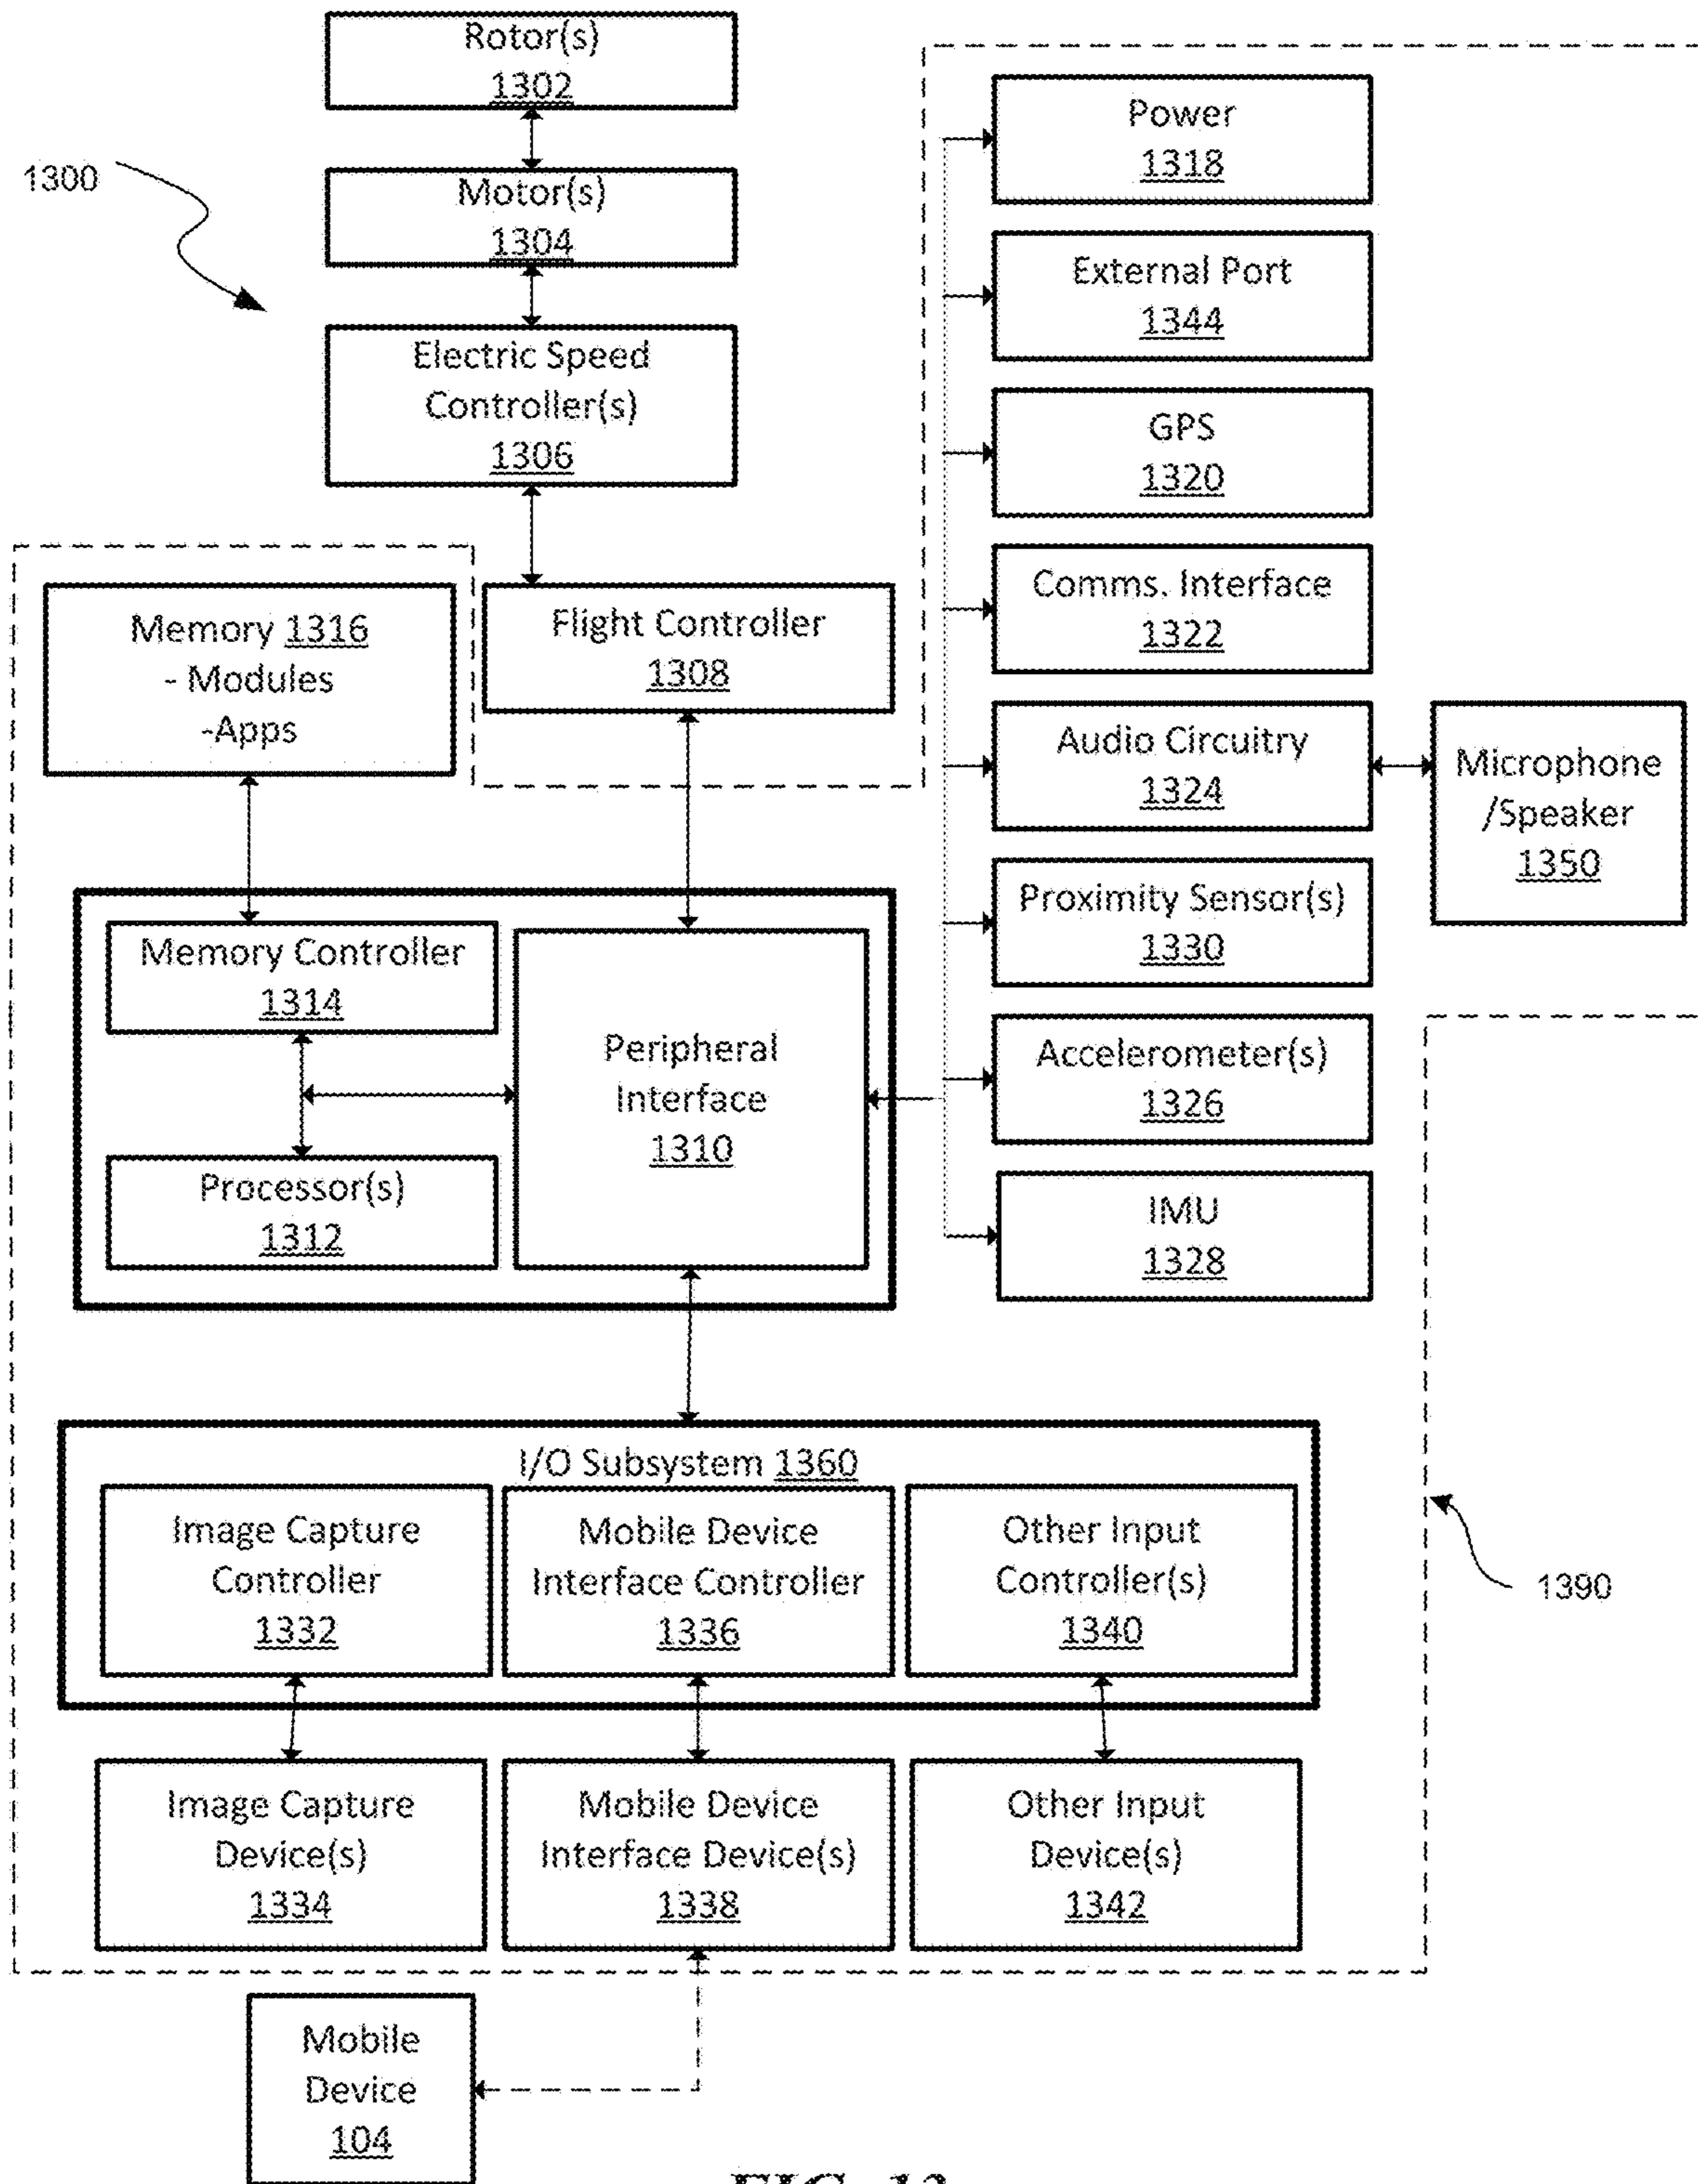 Rotor(s)
1302
1300
Motor(s)
1304
Electric Speed
Controller(s)
1306
Memory 1316
- Modules
-Apps
Flight Controller
1308
Power
1318
External Port
1344
GPS
1320
Comms. Interface
1322
Audio Circuitry
1324
Microphone
/Speaker
1350
Proximity Sensor(s)
1330
Accelerometer(s)
1326
IMU
1328
Memory Controller
1314
Peripheral
Interface
1310
Processor(s)
1312
I/O Subsystem 1360
Image Capture
Controller
1332
Mobile Device
Interface Controller
1336
Other Input
Controller(s)
1340
1390
Image Capture
Device(s)
1334
Mobile Device
Interface Device(s)
1338
Other Input
Device(s)
1342
Mobile
Device
104
FIG. 13